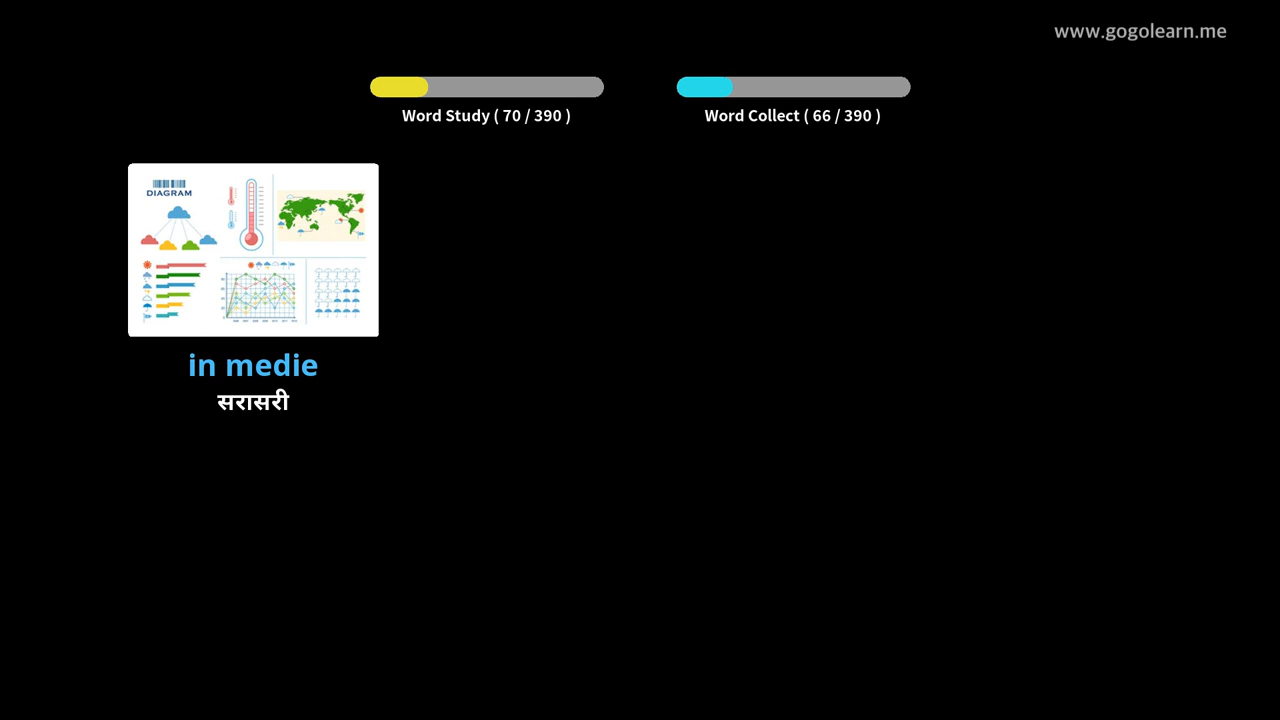 www.gogolearn.me
Word Study ( 70 / 390 )
Word Collect ( 66 / 390 )
DIAGRAM
in medie
सरासरी